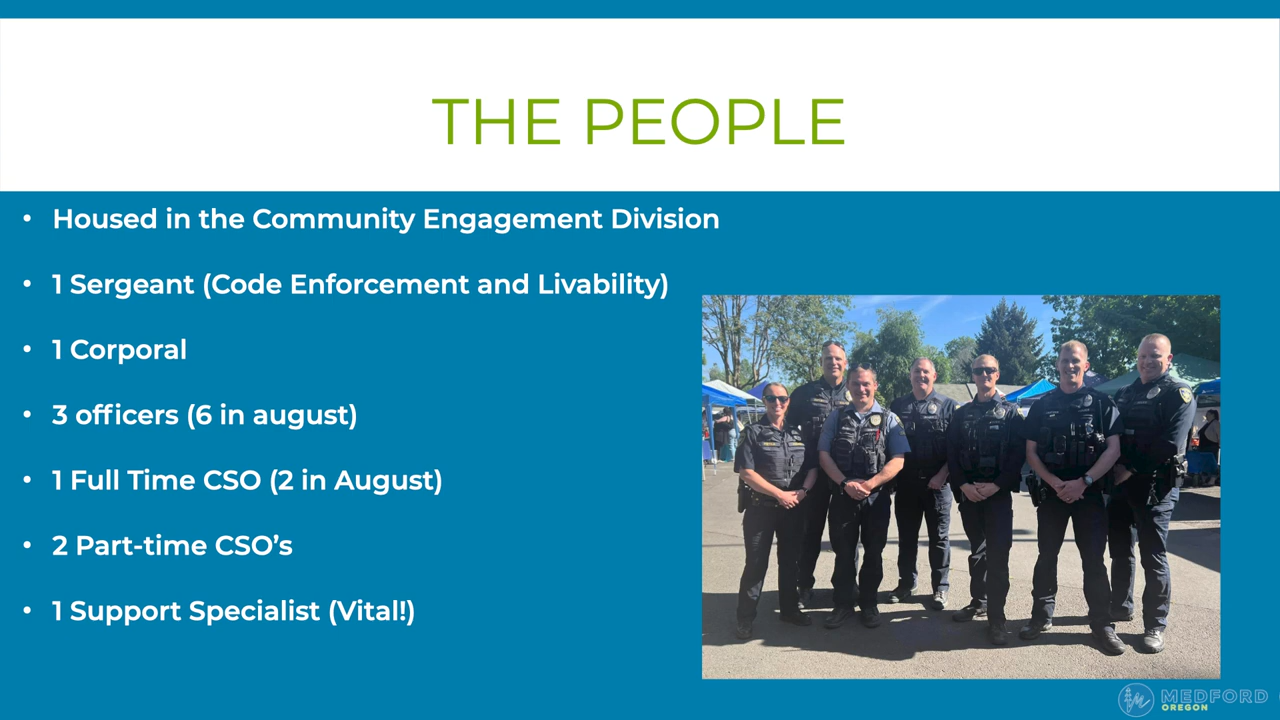 THE PEOPLE
• Housed in the Community Engagement Division
• 1 Sergeant (Code Enforcement and Livability)
• 1 Corporal
• 3 officers (6 in august)
• 1 Full Time CSO (2 in August)
• 2 Part-time CSO’s
• 1 Support Specialist (Vital!)
MEDFORD
OREGON